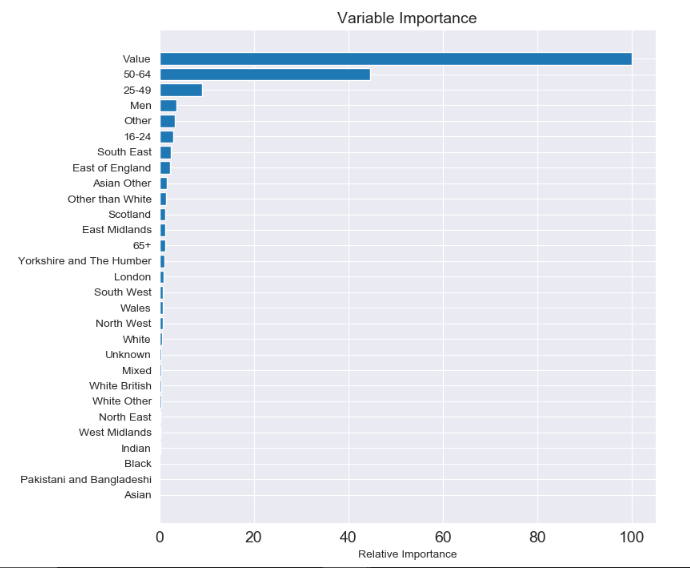 Variable Importance
Value
50-64
25-49
Men
Other
16-24
South East
East of England
Asian Other
Other than White
Scotland
East Midlands
65+
Yorkshire and The Humber
London
South West
Wales
North West
White
Unknown
Mixed
White British
White Other
North East
West Midlands
Indian
Black
Pakistani and Bangladeshi
Asian
0 20 40 60 80 100
Relative Importance